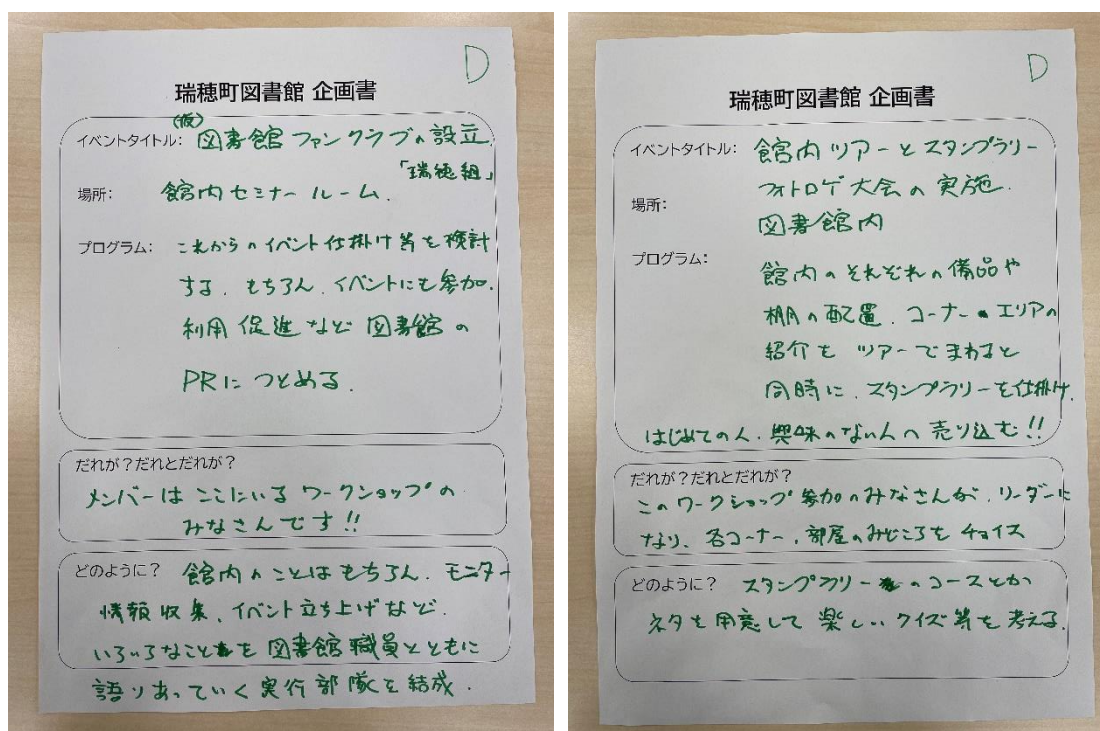 D
瑞穂町図書館 企画書
(仮)
イベントタイトル: 図書館ファンクラブの設立
「瑞穂組」
場所: 館内セミナールーム.
プログラム: これからのイベント仕掛け等を検討
する. もちろん. イベントにも参加.
利用促進など図書館の
PRにつとめる.
だれが?だれとだれが?
メンバーはここにいるワークショップの
みなさんです!!
どのように? 館内のことはもちろん. モニター
情報収集、イベント立ち上げなど.
いろいろなことを図書館職員とともに
語りあっていく実行部隊を結成.
D
瑞穂町図書館 企画書
イベントタイトル: 館内ツアーとスタンプラリー
フォトロゲ大会の実施.
場所:
図書館内
プログラム:
館内のそれぞれの備品や
棚の配置. コーナー・エリアの
紹介を ツアーでまわると
同時に. スタンプラリーを仕掛け.
はじめての人. 興味のない人へ売り込む!!
だれが?だれとだれが?
このワークショップ参加のみなさんが. リーダーに
なり、各コーナー. 部屋のみどころをチョイス
どのように? スタンプラリーのコースとか
ネタを用意して楽しいクイズ等を考える.